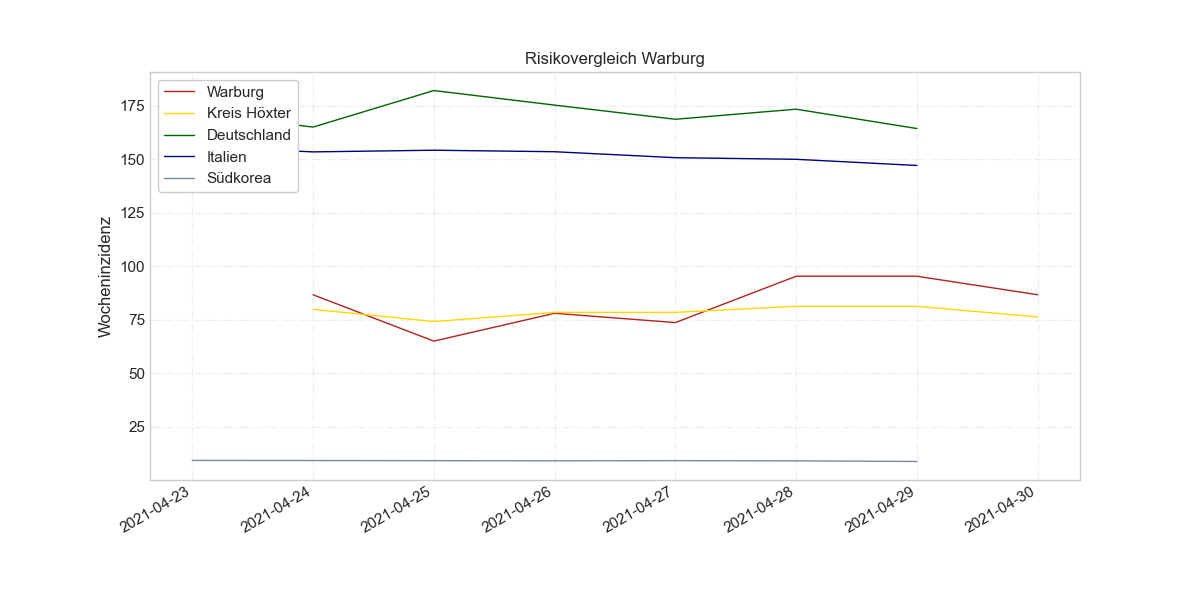 Risikovergleich Warburg
Warburg
Kreis Höxter
Deutschland
Italien
Südkorea
Wocheninzidenz
175
150
125
100
75
50
25
2021-04-23
2021-04-24
2021-04-25
2021-04-26
2021-04-27
2021-04-28
2021-04-29
2021-04-30